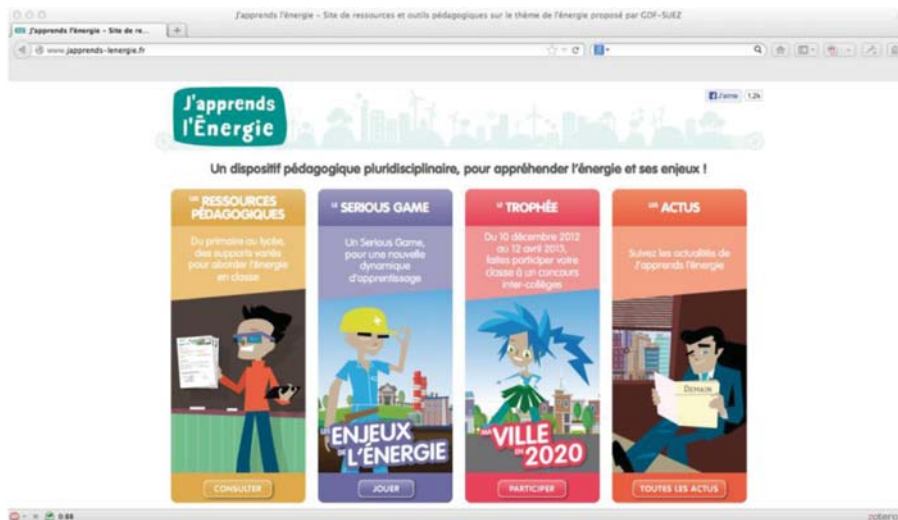 J'apprends l'énergie – Site de ressources et outils pédagogiques sur le thème de l'énergie proposé par GDF-SUEZ
J'apprends l'énergie – Site de re...
www.japprends-lenergie.fr
J'apprends
l'Énergie
J'aime 1.2k
Un dispositif pédagogique pluridisciplinaire, pour appréhender l'énergie et ses enjeux !
LES RESSOURCES
PÉDAGOGIQUES
Du primaire au lycée,
des supports variés
pour aborder l'énergie
en classe
CONSULTER
LE SERIOUS GAME
Un Serious Game,
pour une nouvelle
dynamique
d'apprentissage
LES ENJEUX
DE L'ÉNERGIE
JOUER
LE TROPHÉE
Du 10 décembre 2012
au 12 avril 2013,
faites participer votre
classe à un concours
inter-collèges
MA VILLE
EN 2020
PARTICIPER
LES ACTUS
Suivez les actualités de
J'apprends l'énergie
DEMAIN
TOUTES LES ACTUS
0.88
zotero